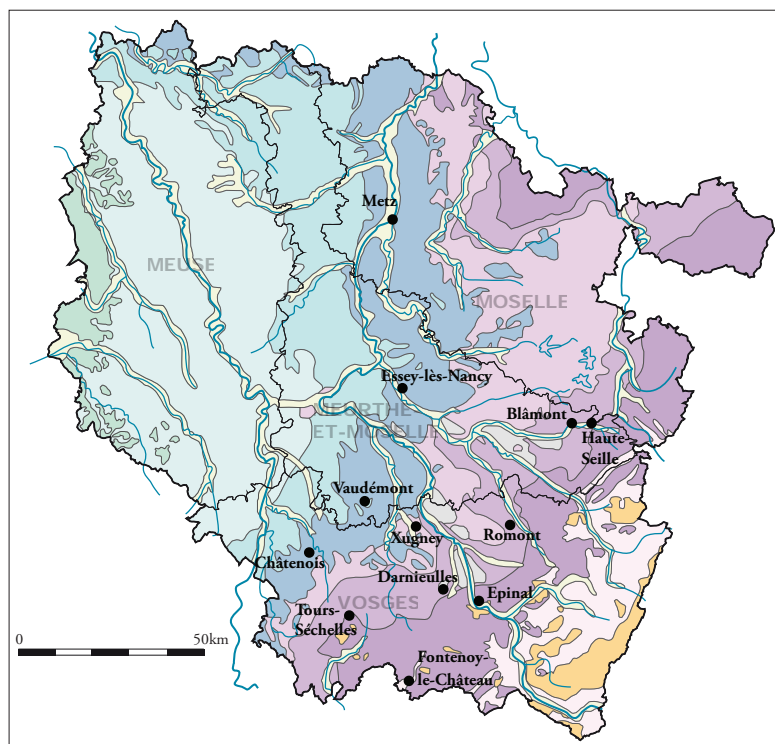 Metz
MEUSE
MOSELLE
Essey-lès-Nancy
MEURTHE
ET-MOSELLE
Blâmont
Haute-
Seille
Vaudémont
Xugney
Romont
Châtenois
Darnieulles
Epinal
VOSGES
Tours-
Séchelles
0
50km
Fontenoy-
le-Château